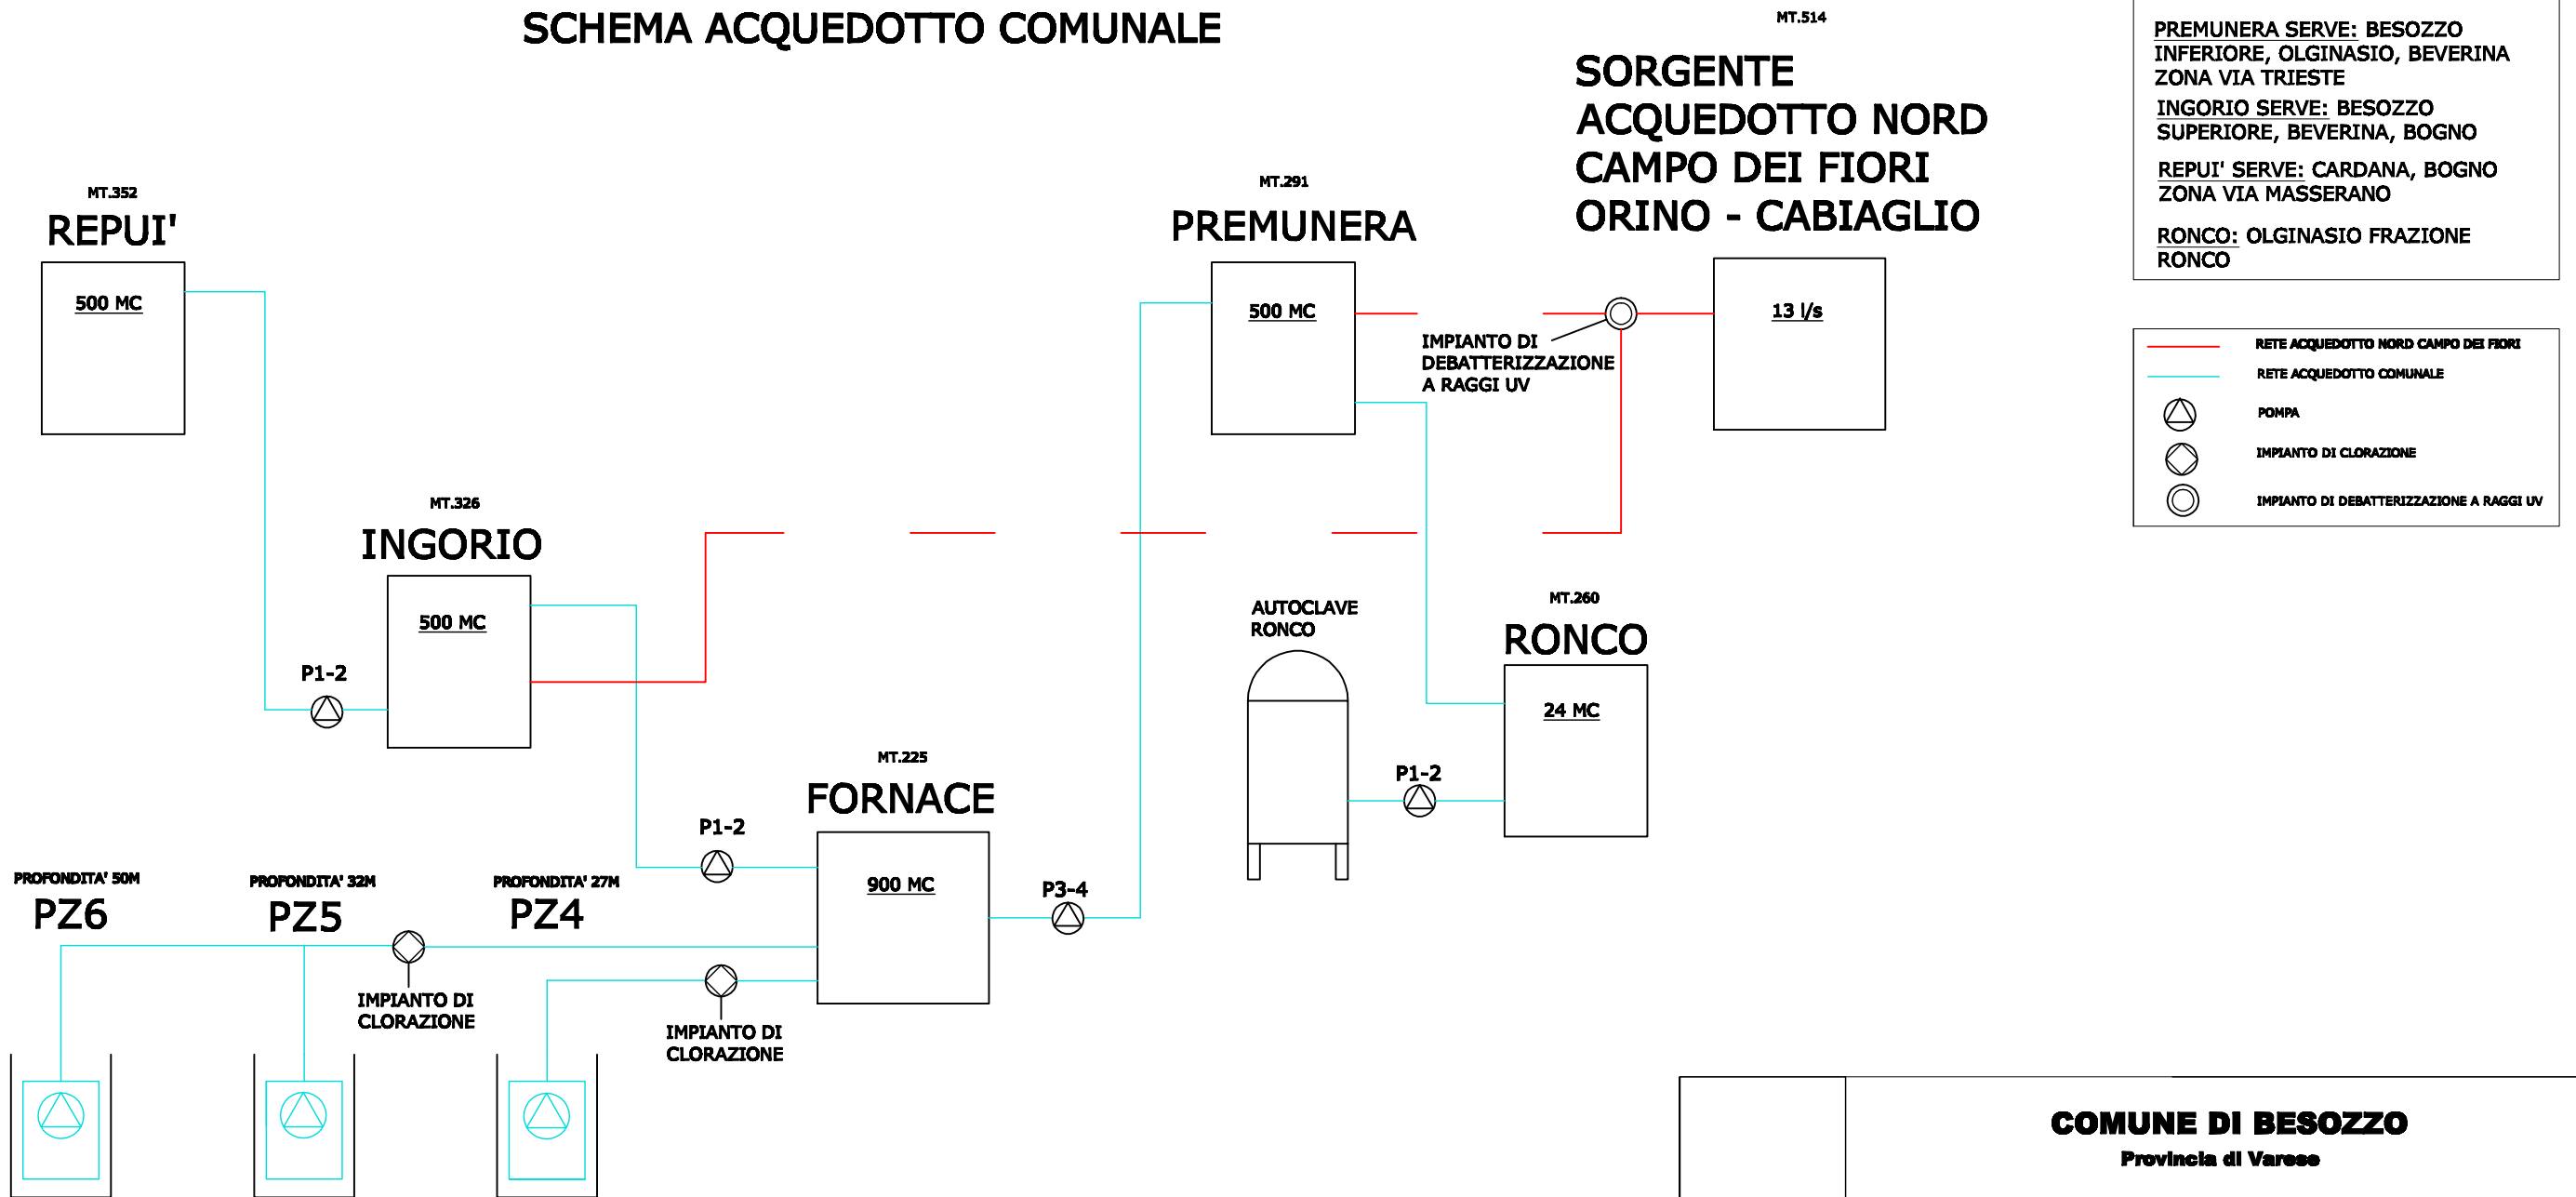 SCHEMA ACQUEDOTTO COMUNALE
MT.514
SORGENTE
ACQUEDOTTO NORD
CAMPO DEI FIORI
ORINO - CABIAGLIO
13 l/s
PREMUNERA SERVE: BESOZZO
INFERIORE, OLGINASIO, BEVERINA
ZONA VIA TRIESTE
INGORIO SERVE: BESOZZO
SUPERIORE, BEVERINA, BOGNO
REPUI' SERVE: CARDANA, BOGNO
ZONA VIA MASSERANO
RONCO: OLGINASIO FRAZIONE
RONCO
RETE ACQUEDOTTO NORD CAMPO DEI FIORI
RETE ACQUEDOTTO COMUNALE
POMPA
IMPIANTO DI CLORAZIONE
IMPIANTO DI DEBATTERIZZAZIONE A RAGGI UV
MT.352
REPUI'
500 MC
MT.291
PREMUNERA
500 MC
IMPIANTO DI
DEBATTERIZZAZIONE
A RAGGI UV
MT.326
INGORIO
500 MC
P1-2
AUTOCLAVE
RONCO
MT.260
RONCO
24 MC
P1-2
MT.225
FORNACE
900 MC
P1-2
P3-4
PROFONDITA' 50M
PZ6
PROFONDITA' 32M
PZ5
PROFONDITA' 27M
PZ4
IMPIANTO DI
CLORAZIONE
IMPIANTO DI
CLORAZIONE
COMUNE DI BESOZZO
Provincia di Varese